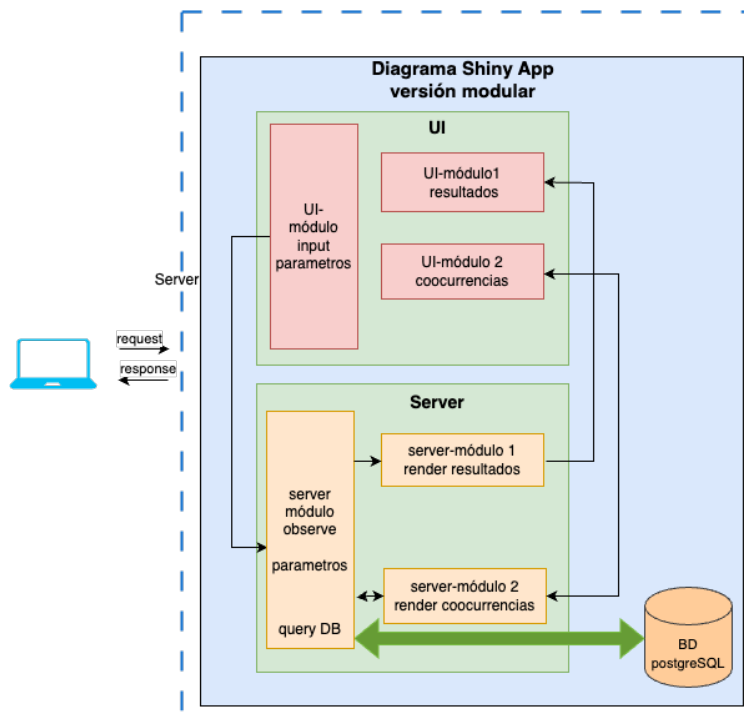 Diagrama Shiny App
versión modular
UI
UI-
módulo
input
parametros
UI-módulo1
resultados
UI-módulo 2
coocurrencias
Server
request
response
Server
server
módulo
observe
parametros
query DB
server-módulo 1
render resultados
server-módulo 2
render coocurrencias
BD
postgreSQL